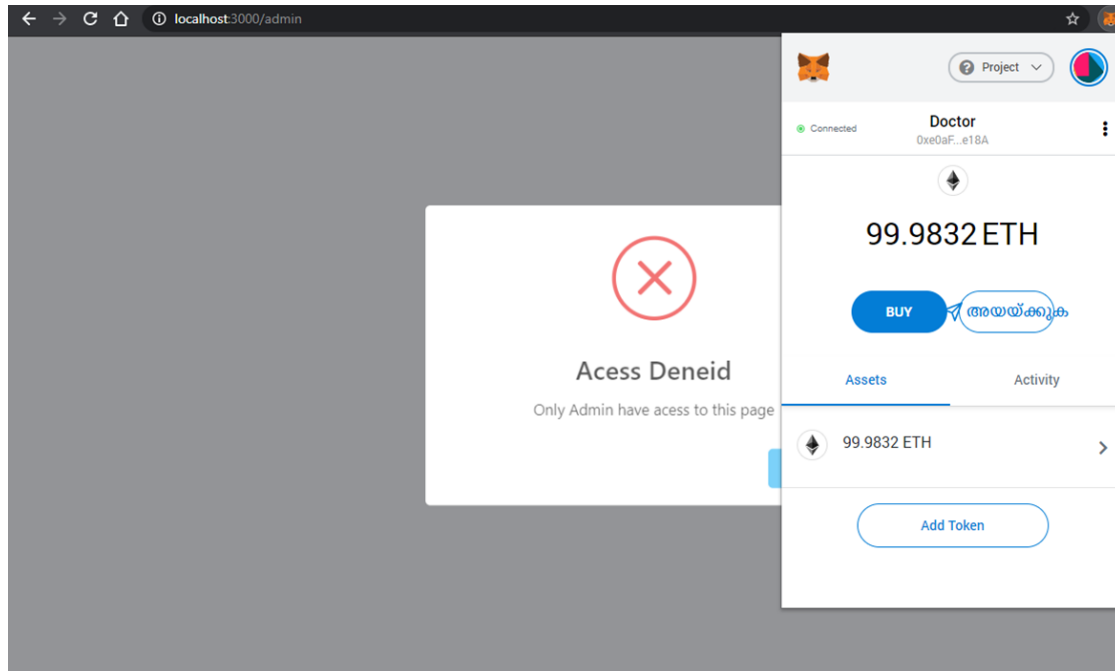 localhost:3000/admin
Project
Connected
Doctor
0xe0aF...e18A
99.9832 ETH
BUY
അയയ്ക്കുക
Assets
Activity
99.9832 ETH
Add Token
Acess Deneid
Only Admin have acess to this page